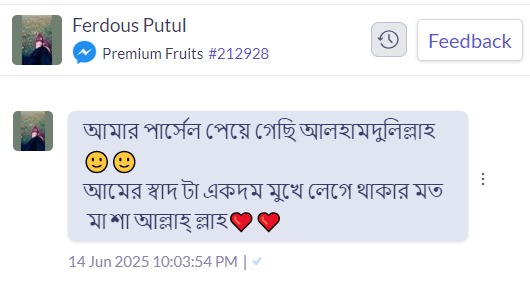 Ferdous Putul
Premium Fruits #212928
Feedback
আমার পার্সেল পেয়ে গেছি আলহামদুলিল্লাহ
🙂🙂
আমের স্বাদ টা একদম মুখে লেগে থাকার মত
মা শা আল্লাহ্ ল্লাহ❤️❤️
14 Jun 2025 10:03:54 PM | ✓